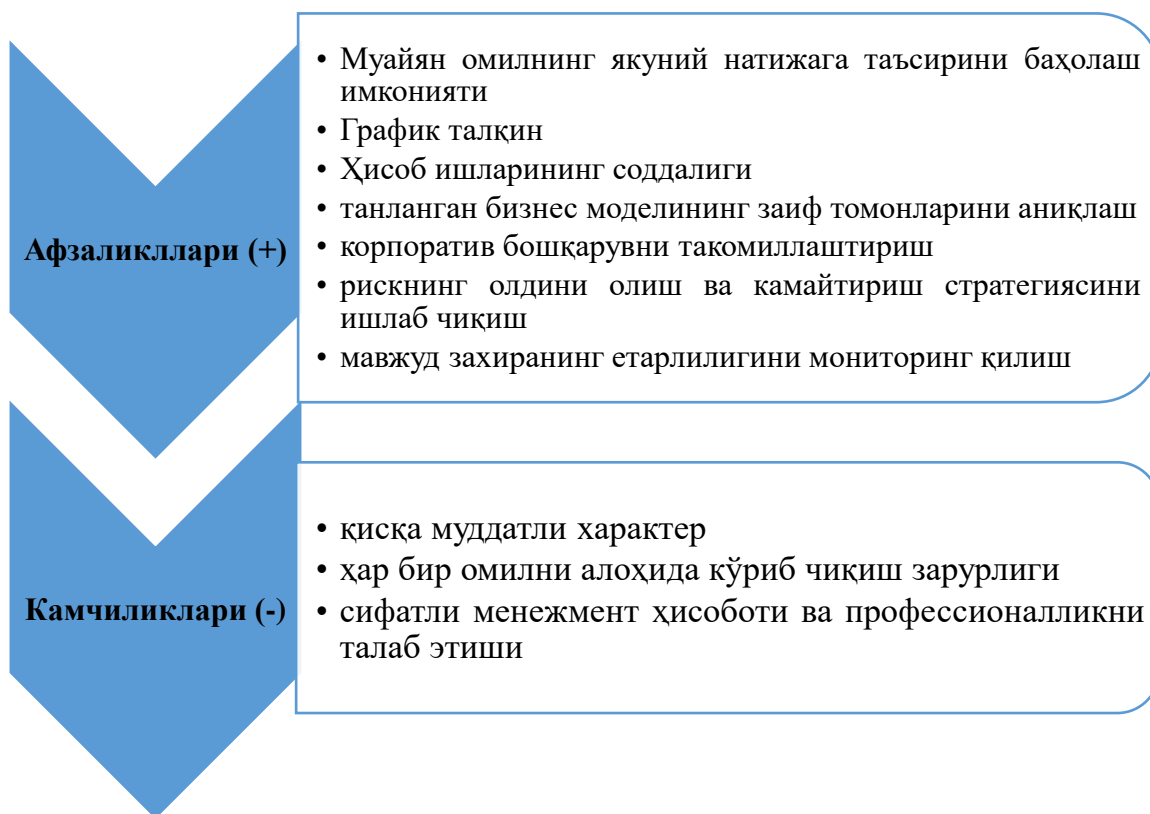 Афзаликллари (+)
• Муайян омилнинг якуний натижага таъсирини баҳолаш
имконияти
• График талқин
• Ҳисоб ишларининг соддалиги
• танланган бизнес моделининг заиф томонларини аниқлаш
• корпоратив бошқарувни такомиллаштириш
• рискнинг олдини олиш ва камайтириш стратегиясини
ишлаб чиқиш
• мавжуд захиранинг етарлилигини мониторинг қилиш
Камчиликлари (-)
• қисқа муддатли характер
• ҳар бир омилни алоҳида кўриб чиқиш зарурлиги
• сифатли менежмент ҳисоботи ва профессионалликни
талаб этиши